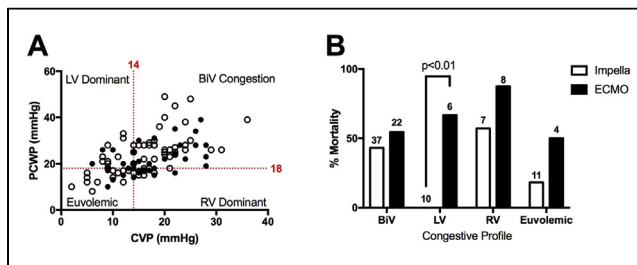 A
14
LV Dominant
BiV Congestion
60
40
20
0
PCWP (mmHg)
18
Euvolemic
RV Dominant
0 10 20 30 40
CVP (mmHg)
B
p<0.01
Impella
ECMO
100
50
0
% Mortality
37 22
10 6
7 8
11 4
BiV LV RV Euvolemic
Congestive Profile